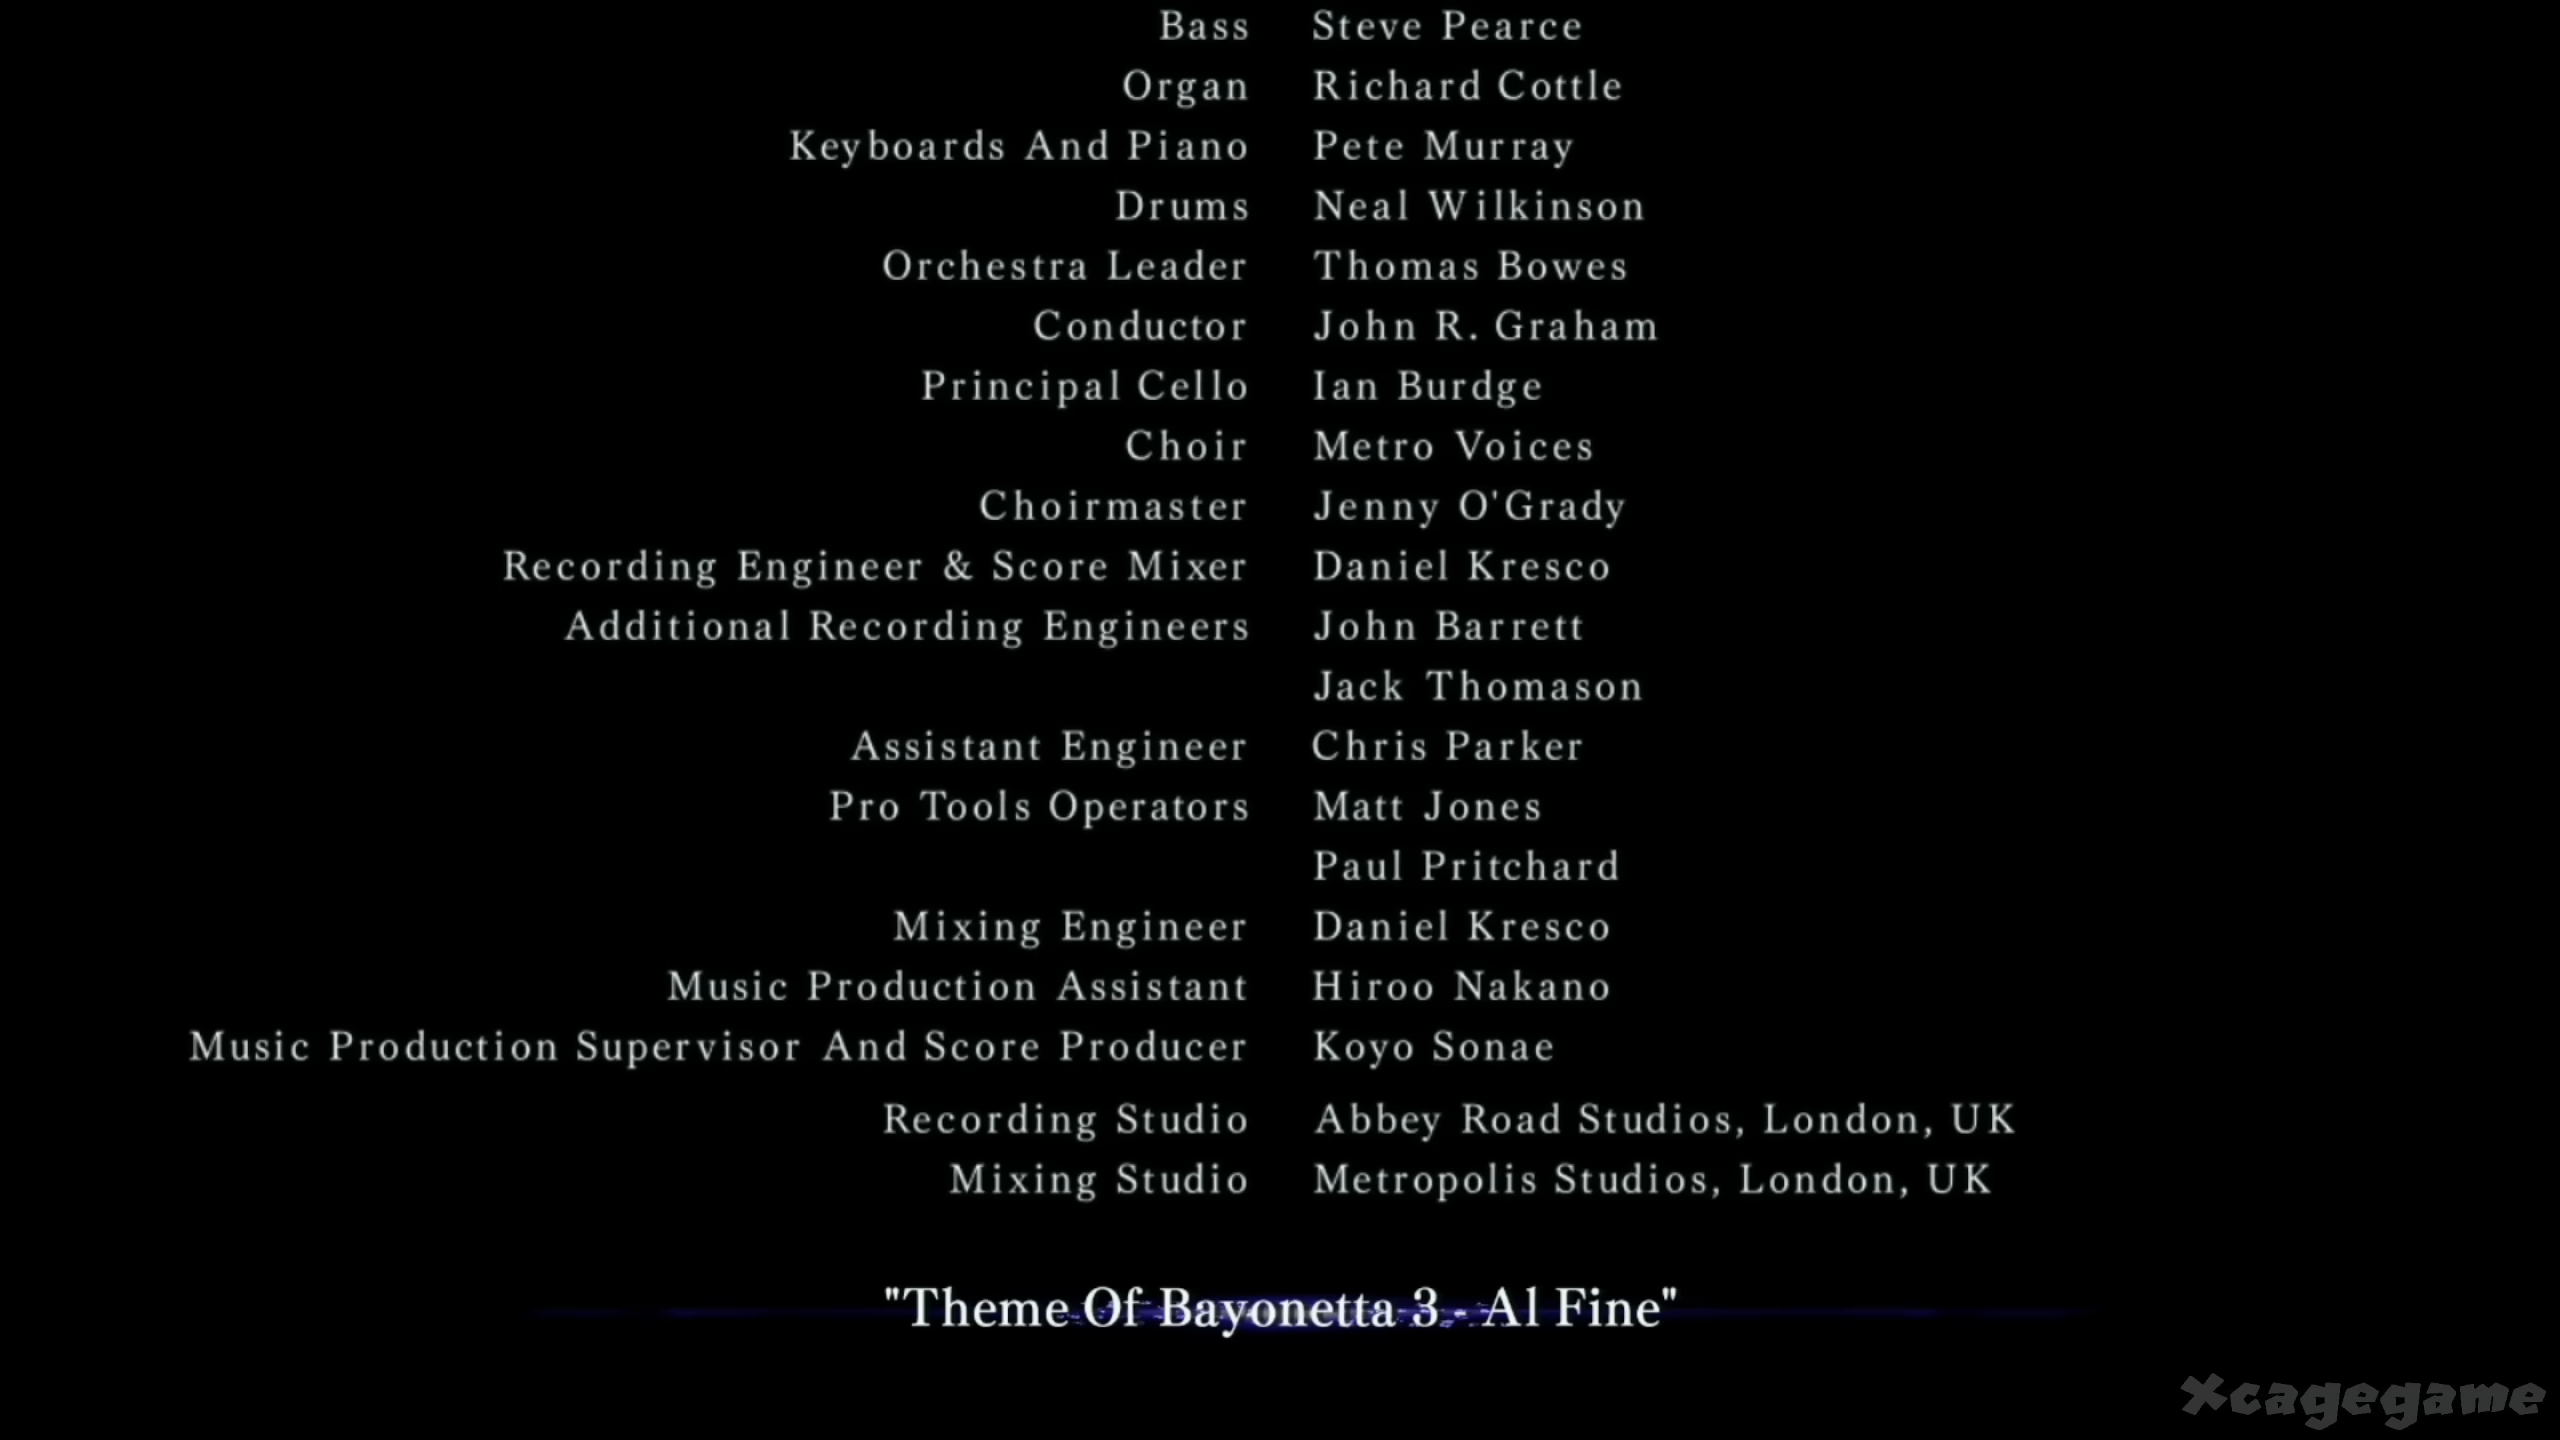 Bass Steve Pearce
Organ Richard Cottle
Keyboards And Piano Pete Murray
Drums Neal Wilkinson
Orchestra Leader Thomas Bowes
Conductor John R. Graham
Principal Cello Ian Burdge
Choir Metro Voices
Choirmaster Jenny O'Grady
Recording Engineer & Score Mixer Daniel Kresco
Additional Recording Engineers John Barrett
Jack Thomason
Assistant Engineer Chris Parker
Pro Tools Operators Matt Jones
Paul Pritchard
Mixing Engineer Daniel Kresco
Music Production Assistant Hiroo Nakano
Music Production Supervisor And Score Producer Koyo Sonae
Recording Studio Abbey Road Studios, London, UK
Mixing Studio Metropolis Studios, London, UK
"Theme Of Bayonetta 3 - Al Fine"
Xcagegame